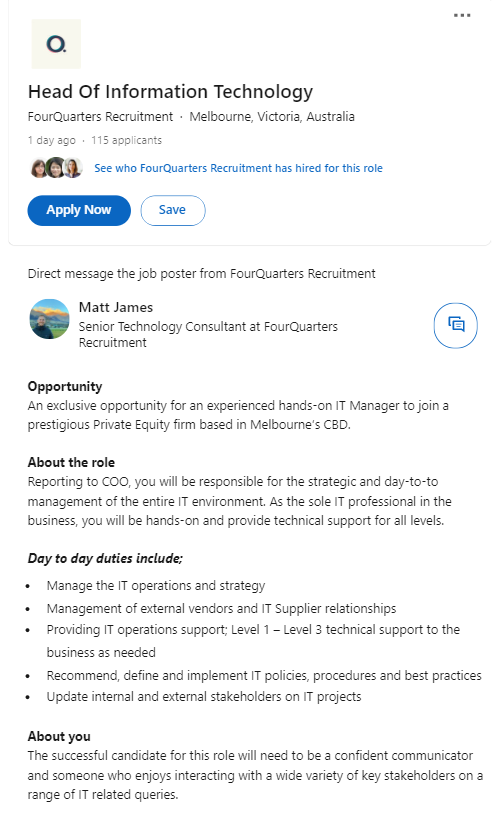 Head Of Information Technology
FourQuarters Recruitment · Melbourne, Victoria, Australia
1 day ago · 115 applicants
See who FourQuarters Recruitment has hired for this role
Apply Now
Save
Direct message the job poster from FourQuarters Recruitment
Matt James
Senior Technology Consultant at FourQuarters
Recruitment
Opportunity
An exclusive opportunity for an experienced hands-on IT Manager to join a
prestigious Private Equity firm based in Melbourne's CBD.
About the role
Reporting to COO, you will be responsible for the strategic and day-to-to
management of the entire IT environment. As the sole IT professional in the
business, you will be hands-on and provide technical support for all levels.
Day to day duties include;
• Manage the IT operations and strategy
• Management of external vendors and IT Supplier relationships
• Providing IT operations support; Level 1 – Level 3 technical support to the
business as needed
• Recommend, define and implement IT policies, procedures and best practices
• Update internal and external stakeholders on IT projects
About you
The successful candidate for this role will need to be a confident communicator
and someone who enjoys interacting with a wide variety of key stakeholders on a
range of IT related queries.